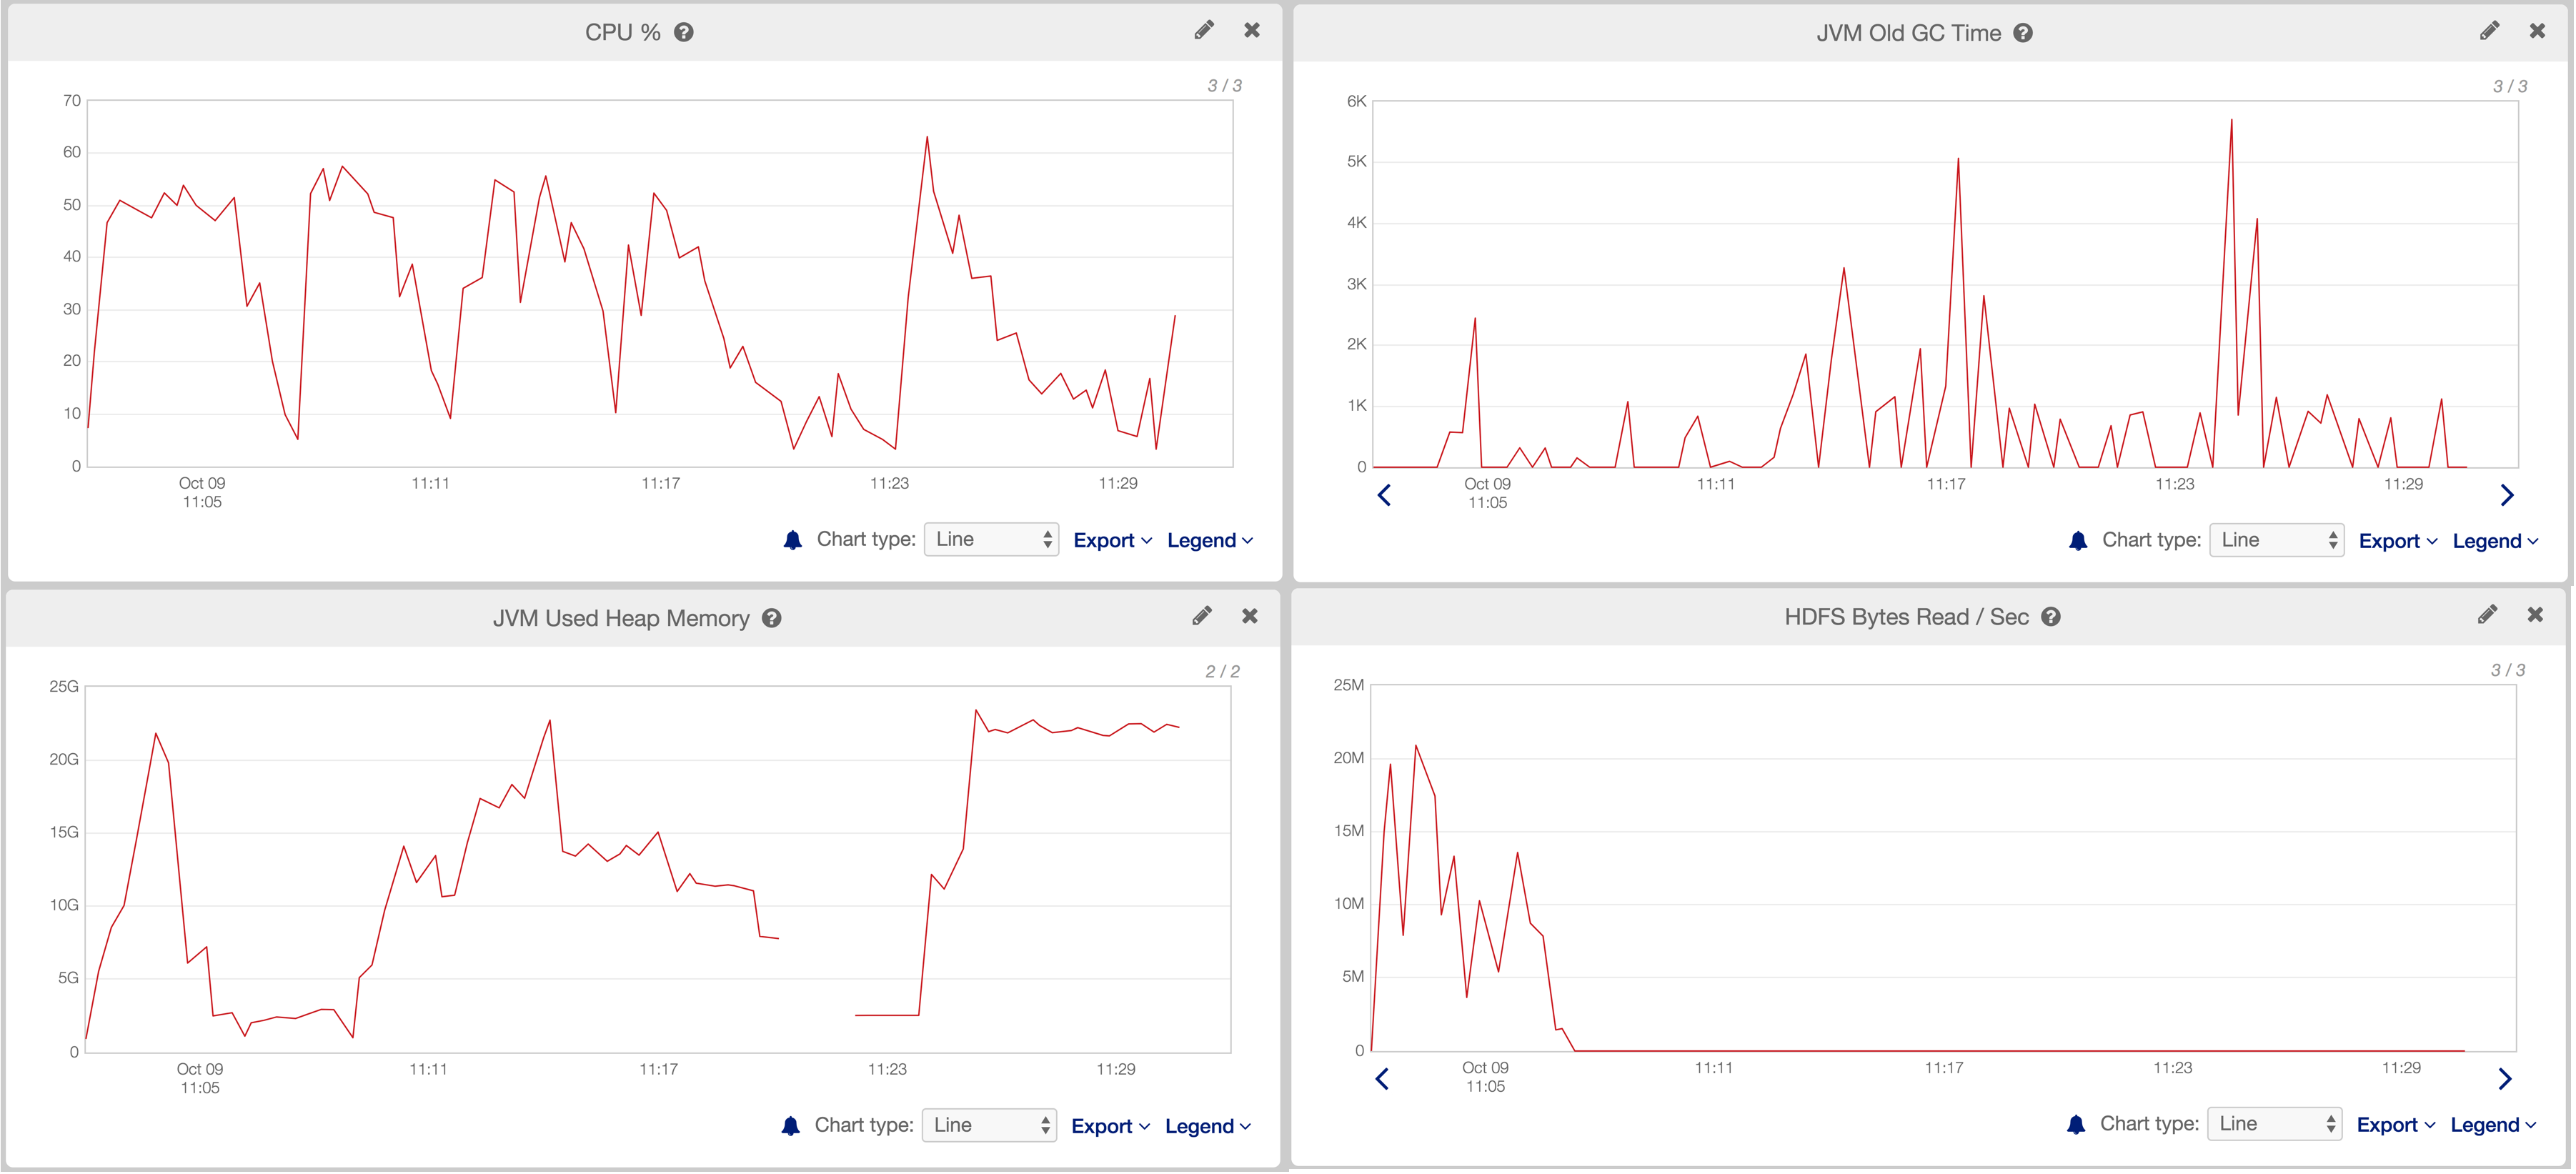 CPU %
3 / 3
70
60
50
40
30
20
10
0
Oct 09
11:05
11:11
11:17
11:23
11:29
Chart type: Line Export Legend
JVM Old GC Time
3 / 3
6K
5K
4K
3K
2K
1K
0
Oct 09
11:05
11:11
11:17
11:23
11:29
Chart type: Line Export Legend
JVM Used Heap Memory
2 / 2
25G
20G
15G
10G
5G
0
Oct 09
11:05
11:11
11:17
11:23
11:29
Chart type: Line Export Legend
HDFS Bytes Read / Sec
3 / 3
25M
20M
15M
10M
5M
0
Oct 09
11:05
11:11
11:17
11:23
11:29
Chart type: Line Export Legend